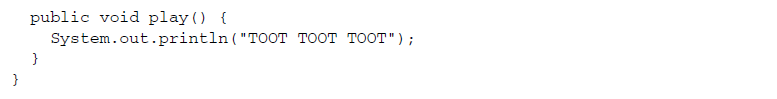 public void play() {
System.out.println("TOOT TOOT TOOT");
}
}